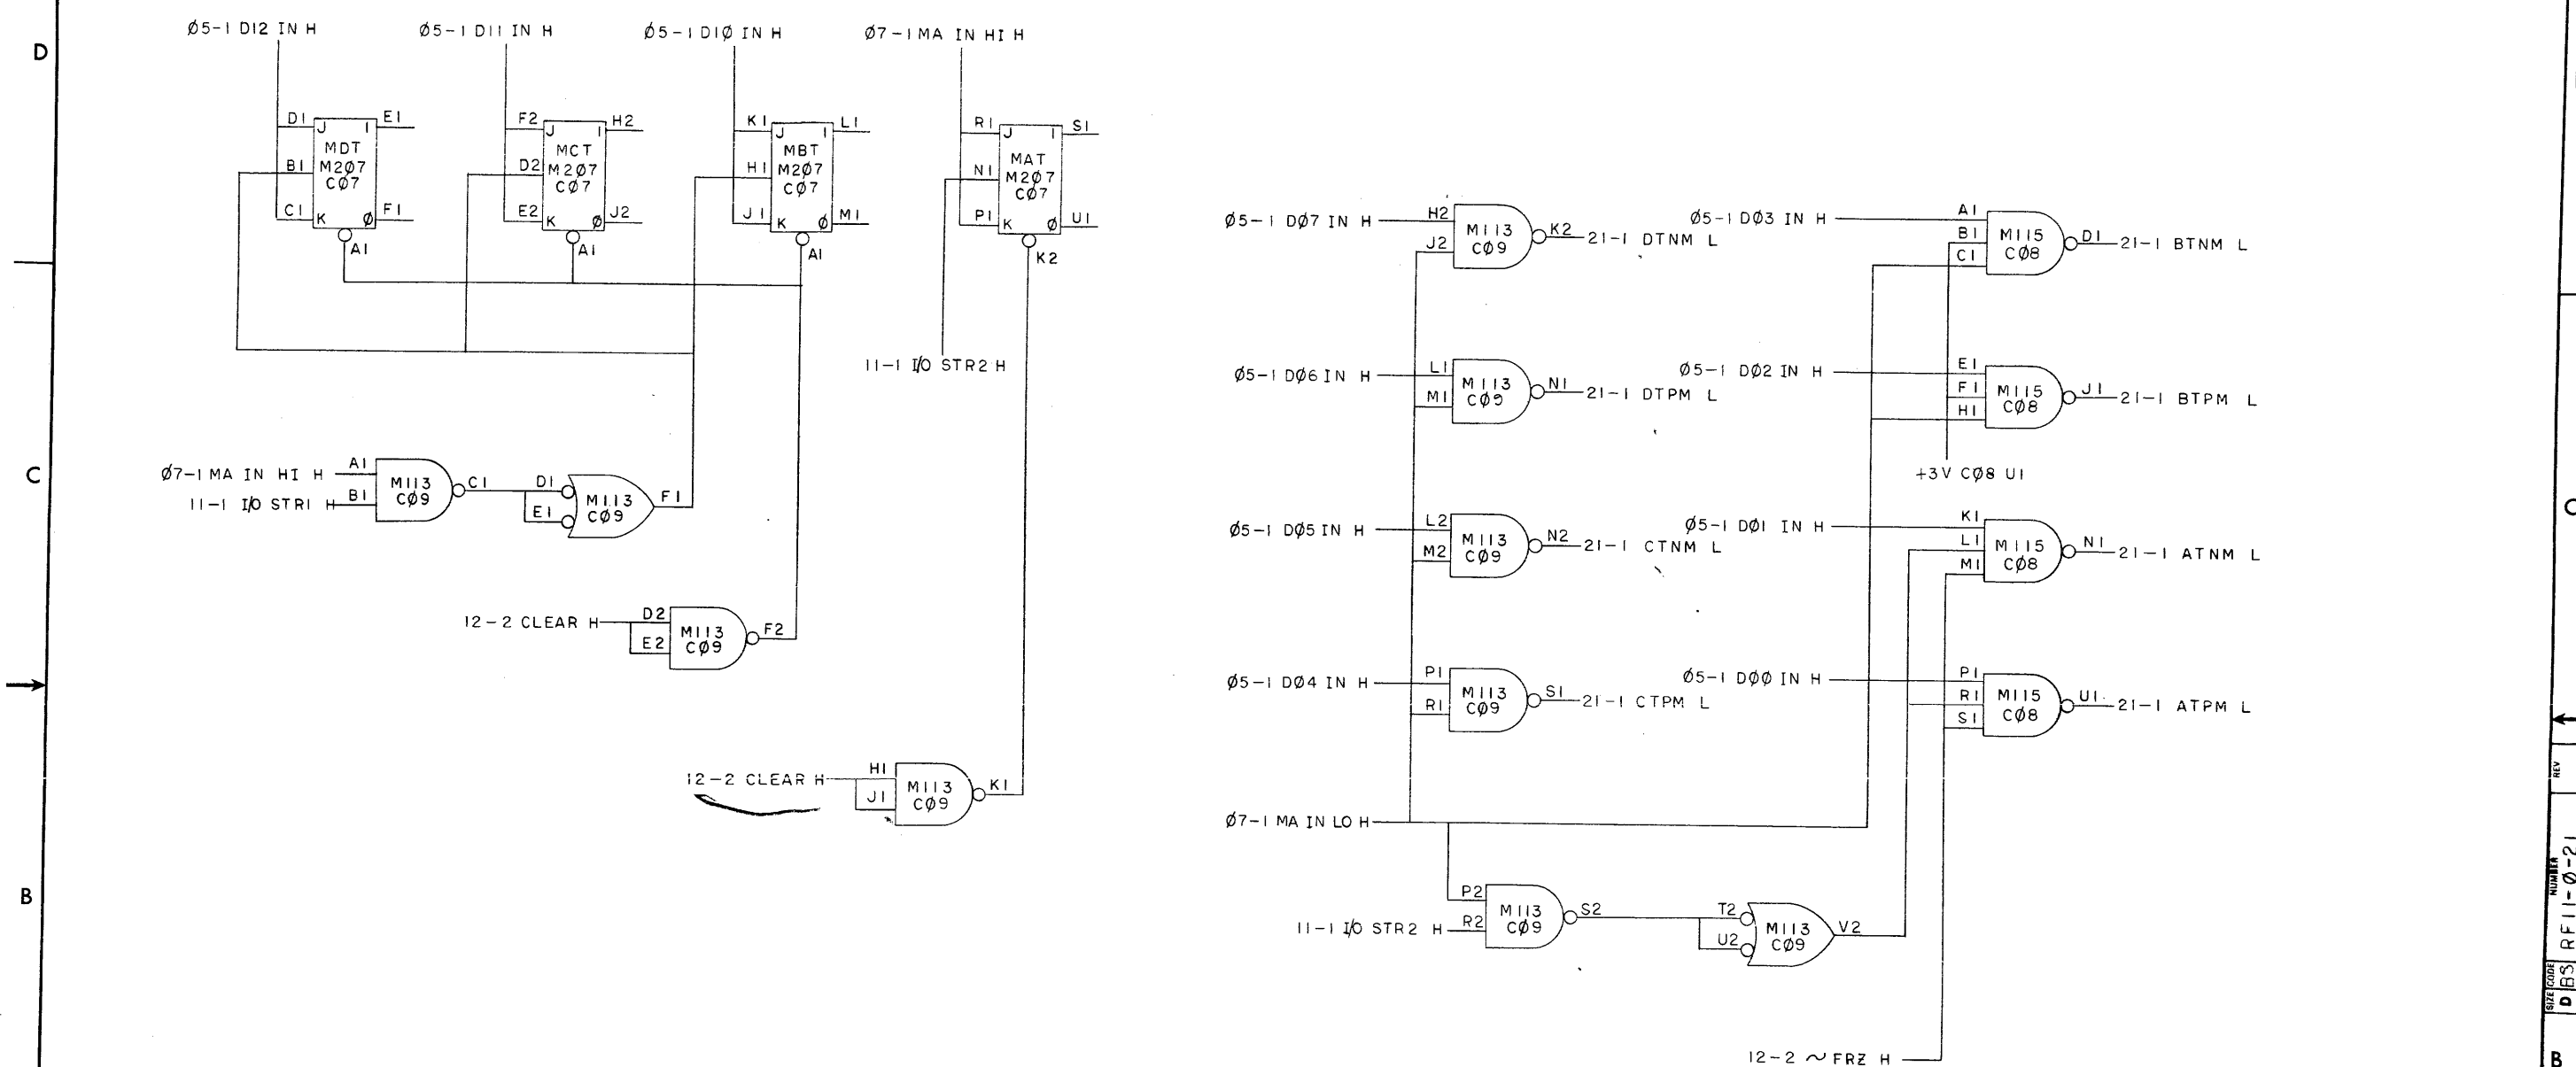 D
Ø5-1 D12 IN H
Ø5-1 D11 IN H
Ø5-1 D1Ø IN H
Ø7-1 MA IN HI H
D1
J
1
E1
MDT
M2Ø7
CØ7
B1
C1
K
Ø
F1
A1
F2
J
1
H2
MCT
M2Ø7
CØ7
D2
E2
K
Ø
J2
A1
K1
J
1
L1
MBT
M2Ø7
CØ7
H1
J1
K
Ø
M1
A1
R1
J
1
S1
MAT
M2Ø7
CØ7
N1
P1
K
Ø
U1
K2
11-1 I/O STR2 H
Ø7-1 MA IN HI H
A1
11-1 I/O STR1 H
B1
M113
CØ9
C1
D1
E1
M113
CØ9
F1
12-2 CLEAR H
D2
E2
M113
CØ9
F2
12-2 CLEAR H
H1
J1
M113
CØ9
K1
Ø5-1 DØ7 IN H
H2
J2
M113
CØ9
K2
21-1 DTNM L
Ø5-1 DØ6 IN H
L1
M1
M113
CØ9
N1
21-1 DTPM L
Ø5-1 DØ5 IN H
L2
M2
M113
CØ9
N2
21-1 CTNM L
Ø5-1 DØ4 IN H
P1
R1
M113
CØ9
S1
21-1 CTPM L
Ø7-1 MA IN LO H
P2
11-1 I/O STR2 H
R2
M113
CØ9
S2
T2
U2
M113
CØ9
V2
Ø5-1 DØ3 IN H
A1
B1
C1
M115
CØ8
D1
21-1 BTNM L
Ø5-1 DØ2 IN H
E1
F1
H1
M115
CØ8
J1
21-1 BTPM L
+3V CØ8 U1
Ø5-1 DØ1 IN H
K1
L1
M1
M115
CØ8
N1
21-1 ATNM L
Ø5-1 DØØ IN H
P1
R1
S1
M115
CØ8
U1
21-1 ATPM L
12-2 ~FRZ H
C
B
C
REV
NUMBER
RF11-Ø-21
SIZE CODE
D BS
B